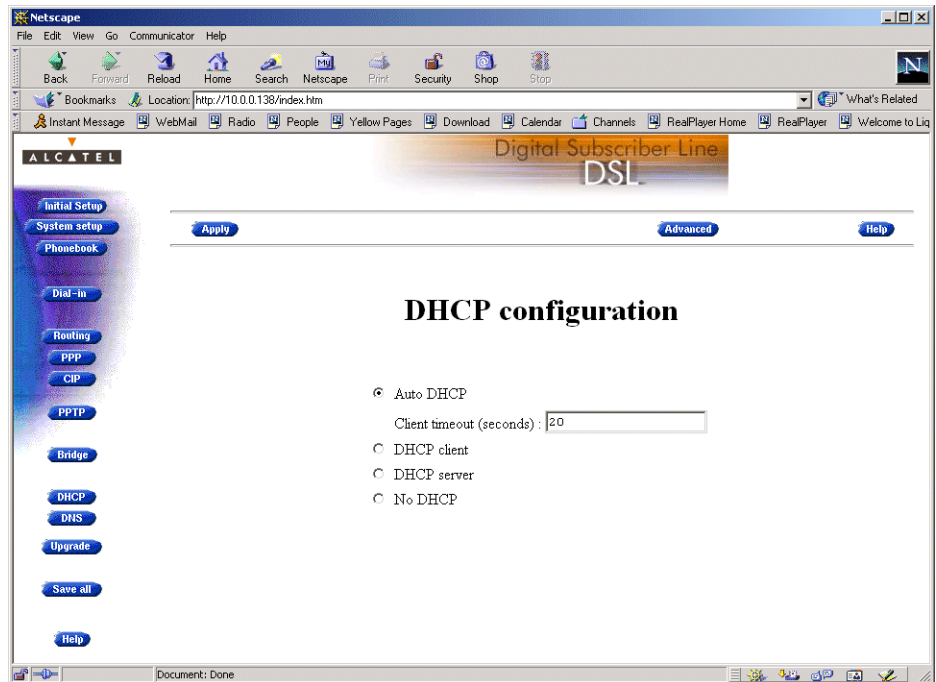 Netscape
File Edit View Go Communicator Help
Back Forward Reload Home Search Netscape Print Security Shop Stop
My
N
Bookmarks Location: http://10.0.0.138/index.htm What's Related
Instant Message WebMail Radio People Yellow Pages Download Calendar Channels RealPlayer Home RealPlayer Welcome to Liq
ALCATEL
Digital Subscriber Line
DSL
Initial Setup
System setup
Phonebook
Apply Advanced Help
Dial-in
DHCP configuration
Routing
PPP
CIP
Auto DHCP
PPTP
Client timeout (seconds) : 20
Bridge
DHCP client
DHCP server
DHCP
No DHCP
DNS
Upgrade
Save all
Help
Document: Done